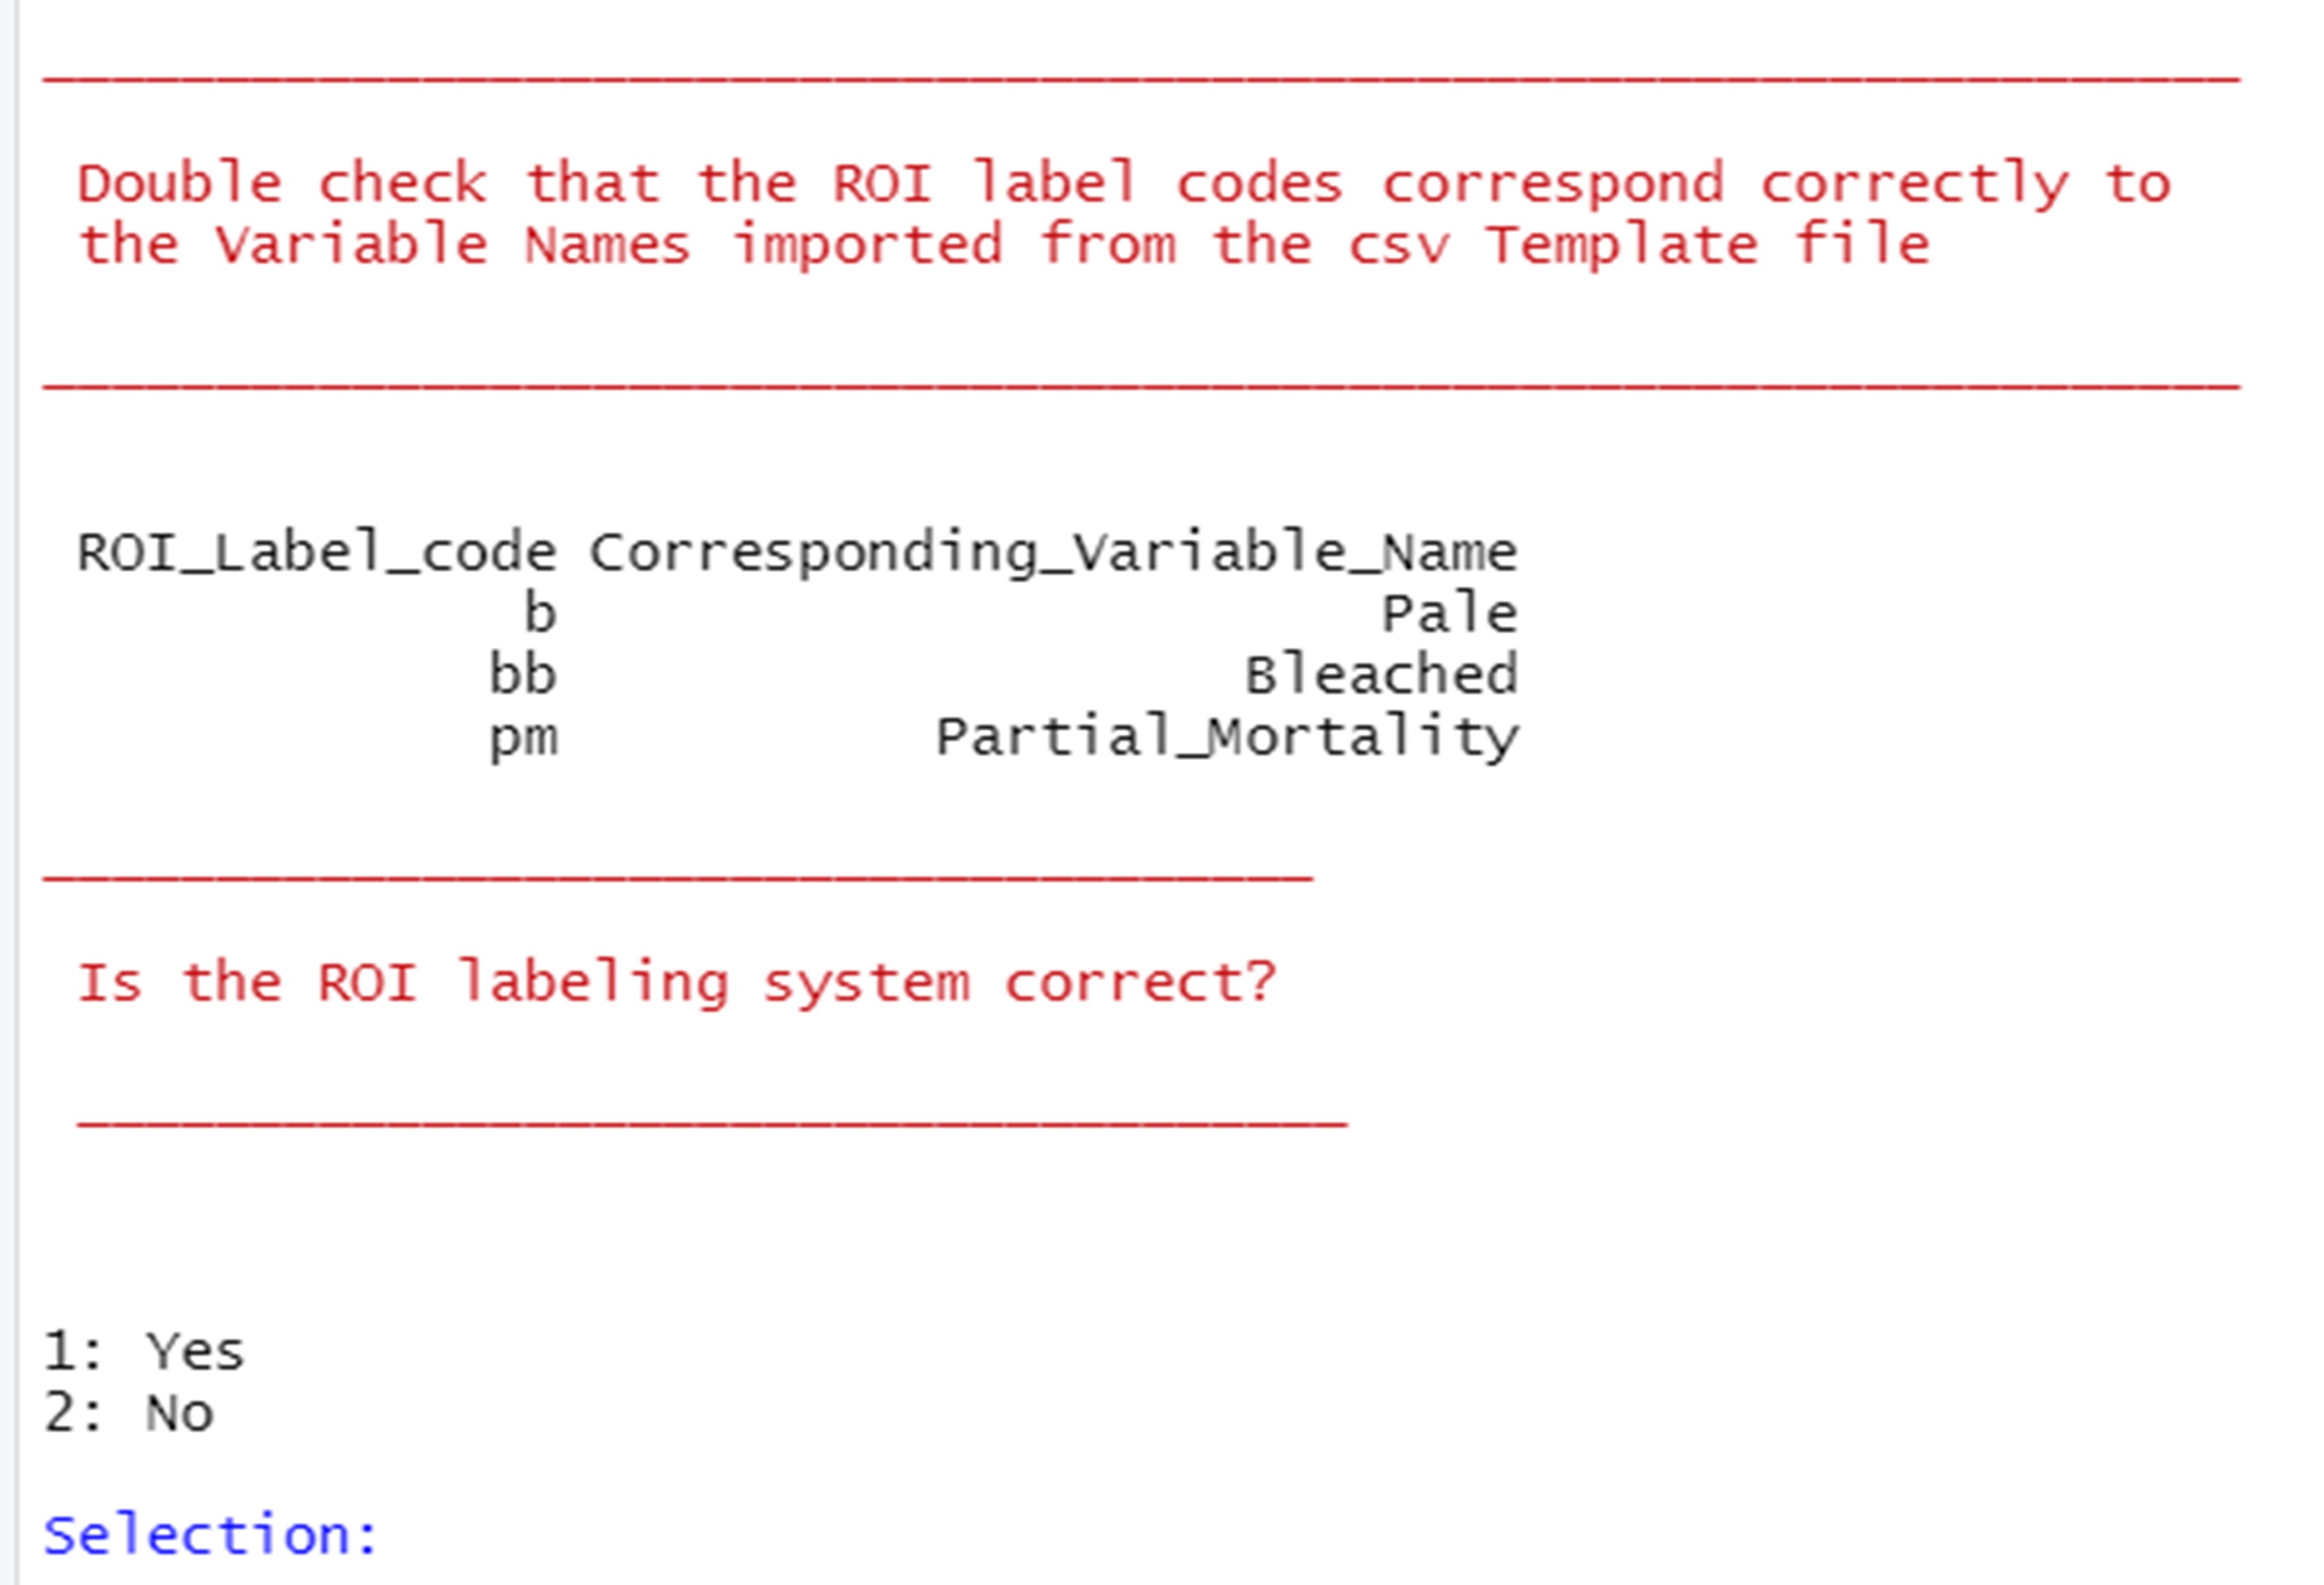 Double check that the ROI label codes correspond correctly to
the Variable Names imported from the csv Template file
ROI_Label_code Corresponding_Variable_Name
b Pale
bb Bleached
pm Partial_Mortality
Is the ROI labeling system correct?
1: Yes
2: No
Selection: